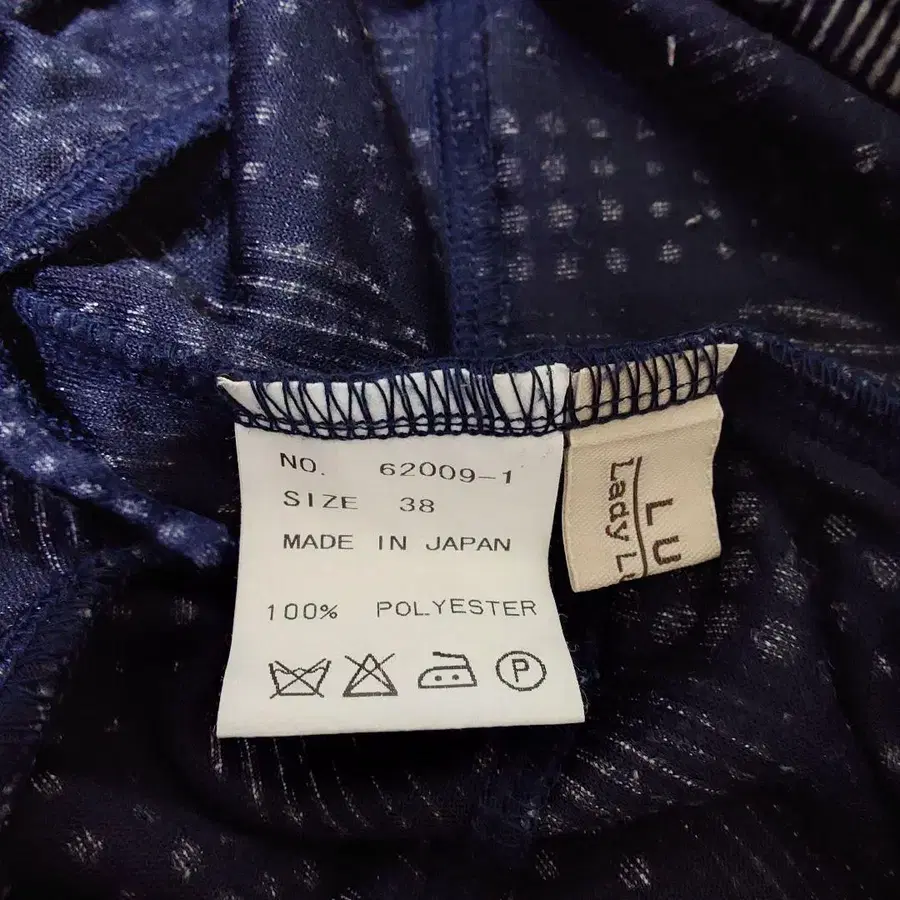 NO. 62009-1
SIZE 38
MADE IN JAPAN
100% POLYESTER
P
LU
Lady